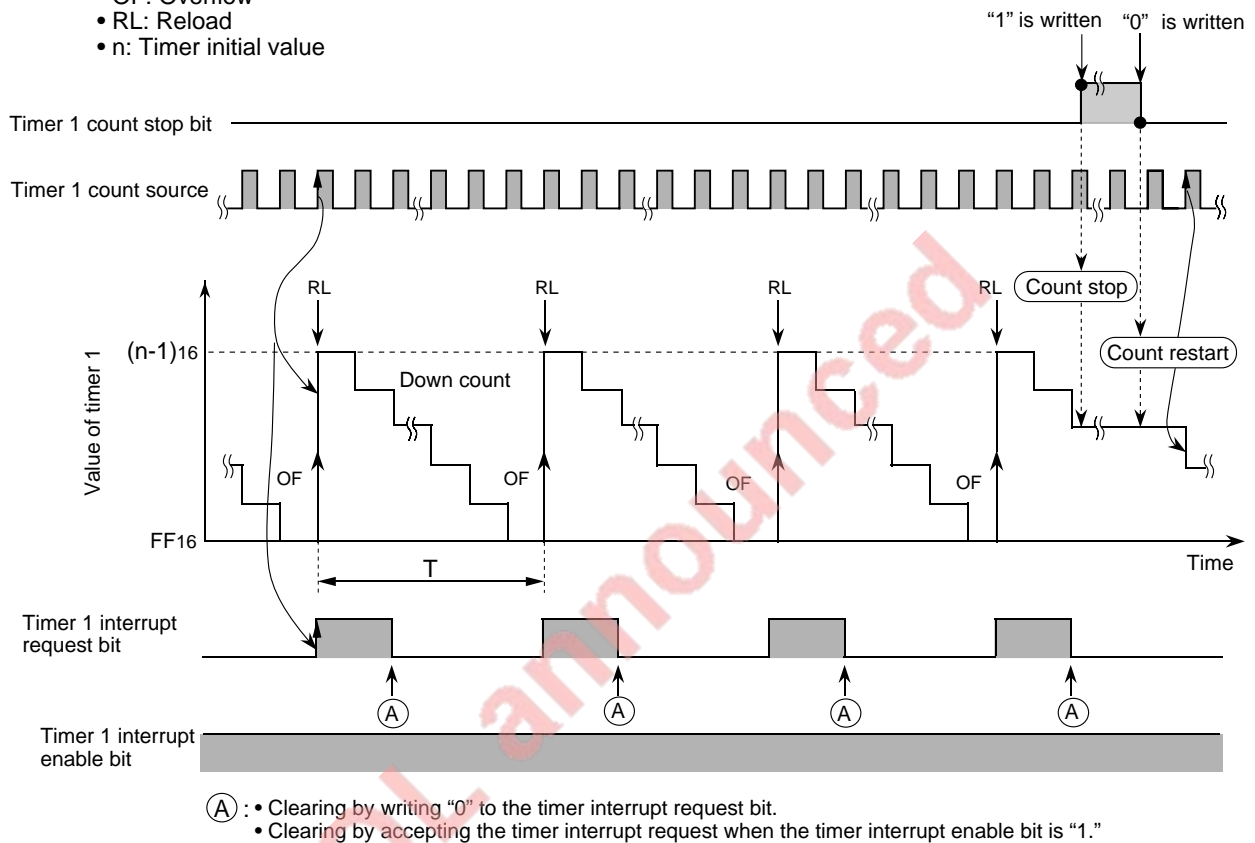 • RL: Reload
• n: Timer initial value
“1” is written “0” is written
Timer 1 count stop bit
Timer 1 count source
RL RL RL RL
Count stop
(n-1)16
Count restart
Down count
Value of timer 1
OF OF OF OF
FF16
Time
T
Timer 1 interrupt
request bit
A A A A
Timer 1 interrupt
enable bit
A : • Clearing by writing “0” to the timer interrupt request bit.
• Clearing by accepting the timer interrupt request when the timer interrupt enable bit is “1.”
announced